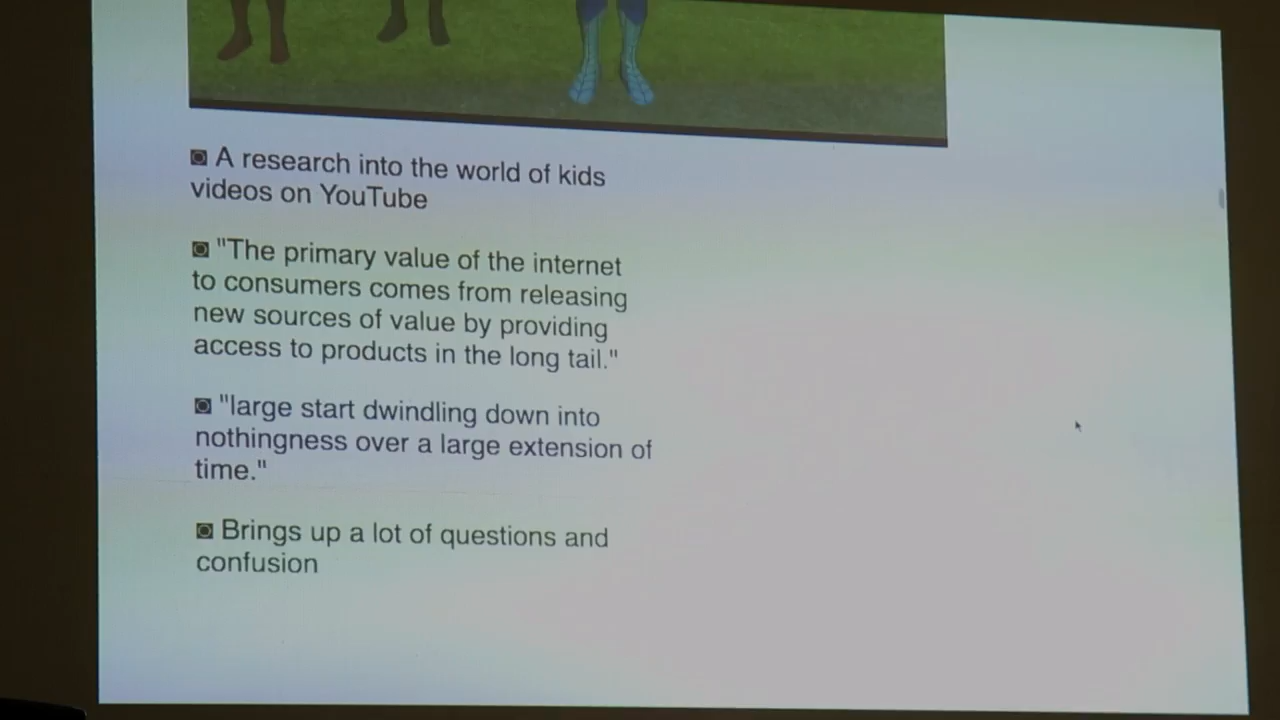 ◙ A research into the world of kids
videos on YouTube
◙ "The primary value of the internet
to consumers comes from releasing
new sources of value by providing
access to products in the long tail."
◙ "large start dwindling down into
nothingness over a large extension of
time."
◙ Brings up a lot of questions and
confusion